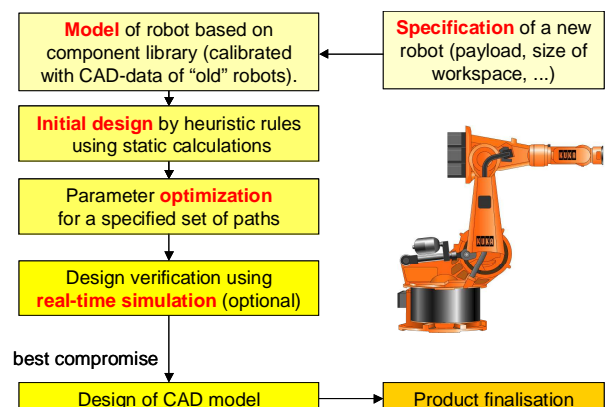 Model of robot based on
component library (calibrated
with CAD-data of “old” robots).
Specification of a new
robot (payload, size of
workspace, ...)
Initial design by heuristic rules
using static calculations
Parameter optimization
for a specified set of paths
Design verification using
real-time simulation (optional)
best compromise
Design of CAD model
Product finalisation
KUKA
KUKA